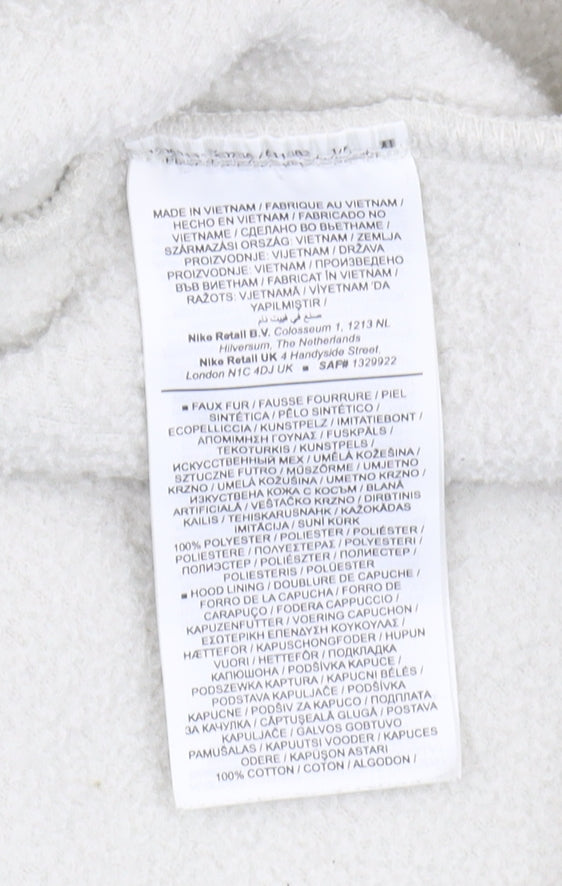 MADE IN VIETNAM / FABRIQUE AU VIETNAM /
HECHO EN VIETNAM / FABRICADO NO
VIETNAME / СДЕЛАНО ВО ВЬЕТНАМЕ /
SZÁRMAZÁSI ORSZÁG: VIETNAM / ZEMLJA
PROIZVODNJE: VIJETNAM / DRŽAVA
PROIZVODNJE: VIETNAM / ПРОИЗВЕДЕНО
ВЪВ ВИЕТНАМ / FABRICAT ÎN VIETNAM /
RAŽOTS: VJETNAMĀ / VİYETNAM 'DA
YAPILMIŞTIR /
صنع في فييت نام
Nike Retail B.V. Colosseum 1, 1213 NL
Hilversum, The Netherlands
Nike Retail UK 4 Handyside Street,
London N1C 4DJ UK ■ SAF# 1329922
■ FAUX FUR / FAUSSE FOURRURE / PIEL
SINTÉTICA / PÊLO SINTÉTICO /
ECOPELLICCIA / KUNSTPELZ / IMITATIEBONT /
ΑΠΟΜΙΜΗΣΗ ΓΟΥΝΑΣ / FUSKPÄLS /
TEKOTURKIS / KUNSTPELS /
ИСКУССТВЕННЫЙ МЕХ / UMĚLÁ KOŽEŠINA /
SZTUCZNE FUTRO / MŰSZŐRME / UMJETNO
KRZNO / UMELÁ KOŽUŠINA / UMETNO KRZNO /
ИЗКУСТВЕНА КОЖА С КОСЪМ / BLANĂ
ARTIFICIALĂ / VEŠTAČKO KRZNO / DIRBTINIS
KAILIS / TEHISKARUSNAHK / KAŽOKĀDAS
IMITĀCIJA / SUNİ KÜRK
100% POLYESTER / POLYESTER / POLIÉSTER /
POLIESTERE / ΠΟΛΥΕΣΤΕΡΑΣ / POLYESTERI /
ПОЛИЭСТЕР / POLIÉSZTER / ПОЛИЕСТЕР /
POLIESTERIS / POLÜESTER
■ HOOD LINING / DOUBLURE DE CAPUCHE /
FORRO DE LA CAPUCHA / FORRO DE
CARAPUÇO / FODERA CAPPUCCIO /
KAPUZENFUTTER / VOERING CAPUCHON /
ΕΣΩΤΕΡΙΚΗ ΕΠΕΝΔΥΣΗ ΚΟΥΚΟΥΛΑΣ /
HÆTTEFOR / KAPUSCHONGFODER / HUPUN
VUORI / HETTEFÔR / ПОДКЛАДКА
КАПЮШОНА / PODŠÍVKA KAPUCE /
PODSZEWKA KAPTURA / KAPUCNI BÉLÉS /
PODSTAVA KAPULJAČE / PODŠÍVKA
KAPUCNE / PODŠIV ZA KAPUCO / ПОДПЛАТА
ЗА КАЧУЛКА / CĂPTUȘEALĂ GLUGĂ / POSTAVA
KAPULJAČE / GALVOS GOBTUVO
PAMUŠALAS / KAPUUTSI VOODER / KAPUCES
ODERE / KAPÜŞON ASTARI
100% COTTON / COTON / ALGODON /